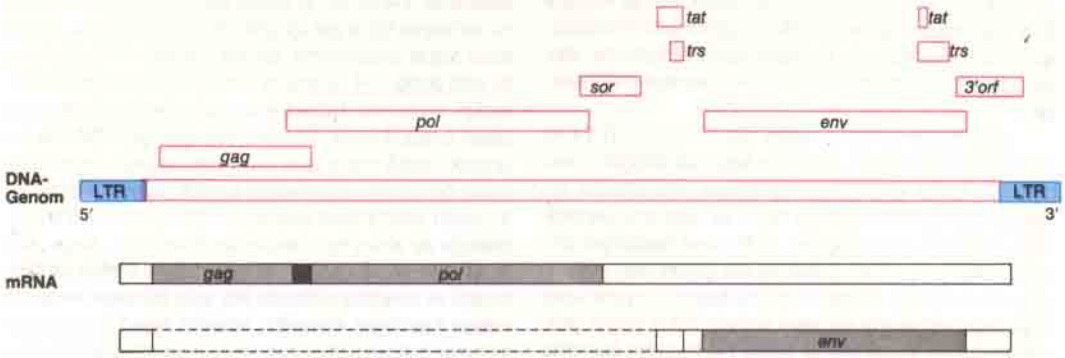 tat
tat
trs
trs
sor
3'orf
pol
env
gag
DNA-
Genom
LTR
LTR
5'
3'
mRNA
gag
pol
env